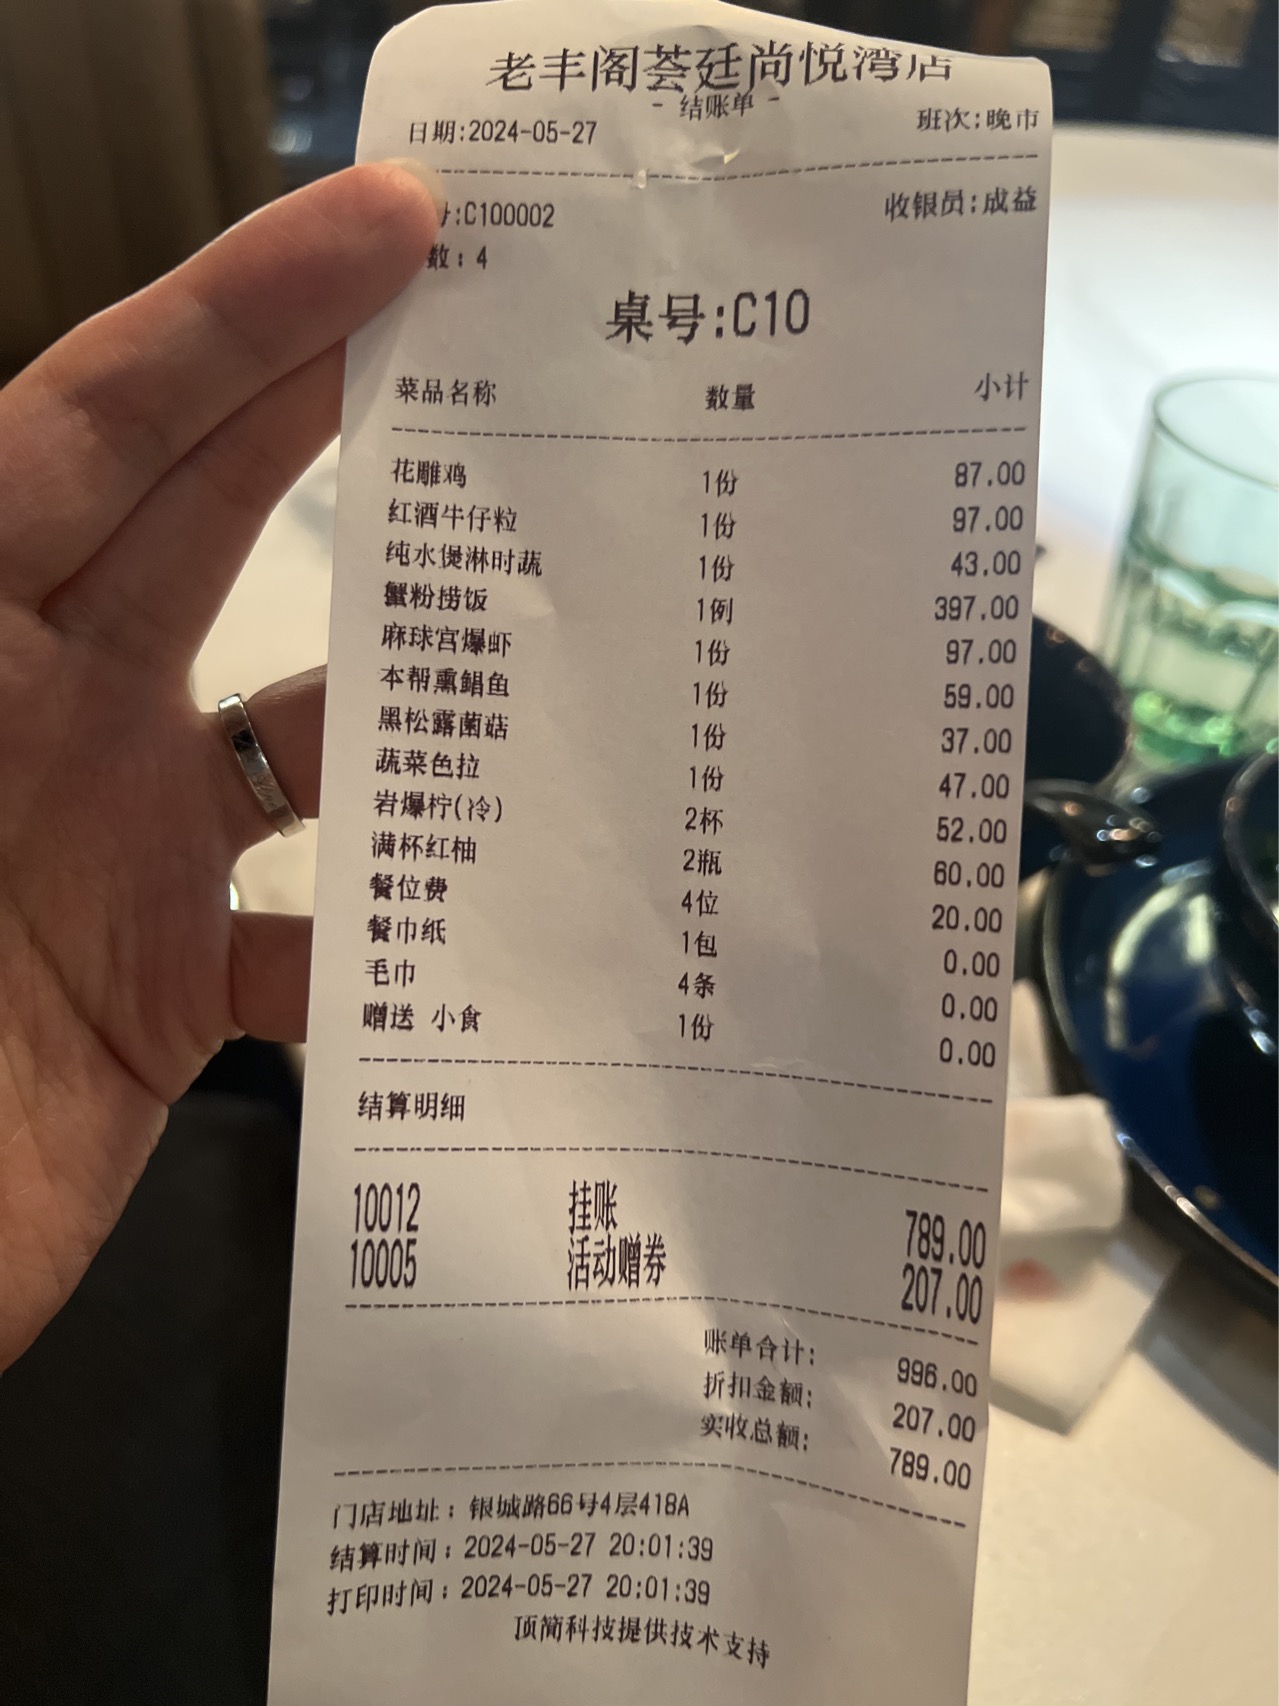 老丰阁荟廷尚悦湾店
- 结账单 -
日期:2024-05-27 班次:晚市
号:C100002 收银员:成益
数: 4
桌号:C10
菜品名称 数量 小计
花雕鸡 1份 87.00
红酒牛仔粒 1份 97.00
纯水煲淋时蔬 1份 43.00
蟹粉捞饭 1例 397.00
麻球宫爆虾 1份 97.00
本帮熏鲳鱼 1份 59.00
黑松露菌菇 1份 37.00
蔬菜色拉 1份 47.00
岩爆柠(冷) 2杯 52.00
满杯红柚 2瓶 60.00
餐位费 4位 20.00
餐巾纸 1包 0.00
毛巾 4条 0.00
赠送 小食 1份 0.00
结算明细
10012 挂账 789.00
10005 活动赠券 207.00
账单合计: 996.00
折扣金额: 207.00
实收总额: 789.00
门店地址: 银城路66号4层418A
结算时间: 2024-05-27 20:01:39
打印时间: 2024-05-27 20:01:39
顶简科技提供技术支持